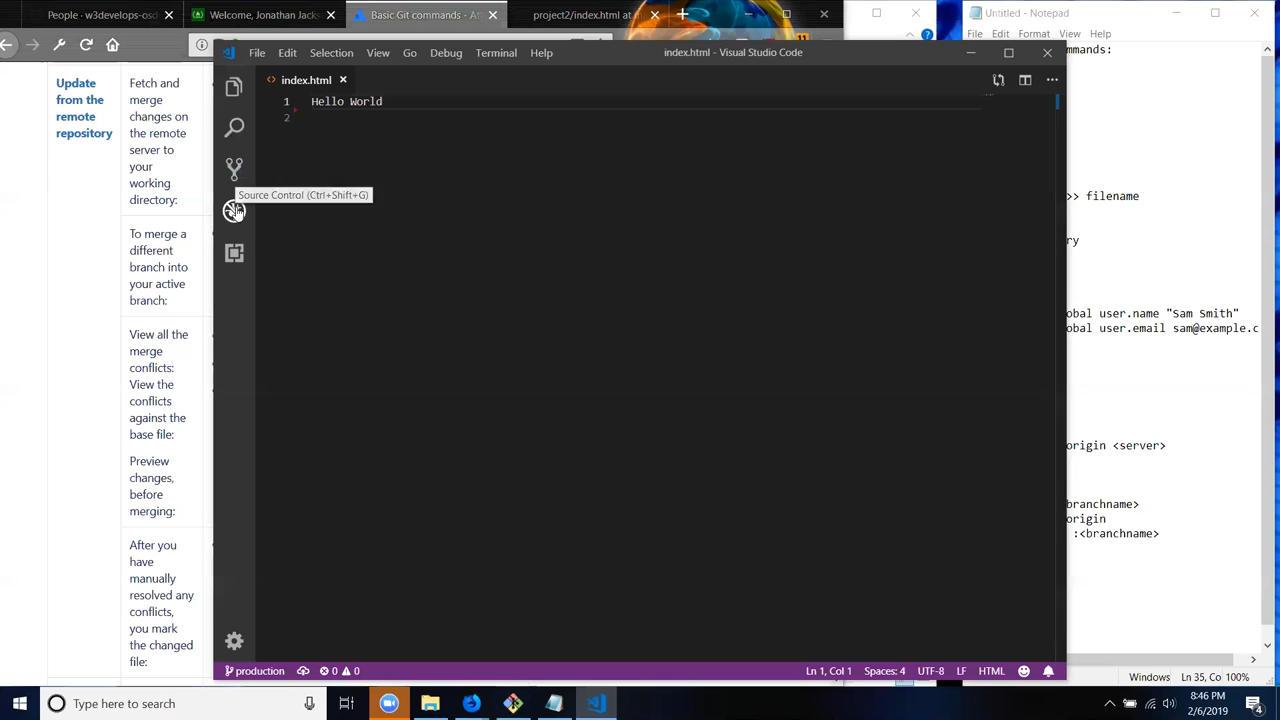 People · w3develops-osd
Welcome, Jonathan Jacks
Basic Git commands - At
project2/index.html at m
Untitled - Notepad
File Edit Format View Help
File Edit Selection View Go Debug Terminal Help
index.html - Visual Studio Code
index.html
1 Hello World
2
Source Control (Ctrl+Shift+G)
Update
from the
remote
repository
Fetch and
merge
changes on
the remote
server to
your
working
directory:
To merge a
different
branch into
your active
branch:
View all the
merge
conflicts:
View the
conflicts
against the
base file:
Preview
changes,
before
merging:
After you
have
manually
resolved any
conflicts,
you mark
the changed
file:
ommands:
>> filename
ry
obal user.name "Sam Smith"
obal user.email sam@example.c
origin <server>
branchname>
origin
:<branchname>
production
0
0
Ln 1, Col 1
Spaces: 4
UTF-8
LF
HTML
Windows
Ln 35, Co
100%
Type here to search
8:46 PM
2/6/2019
4
11